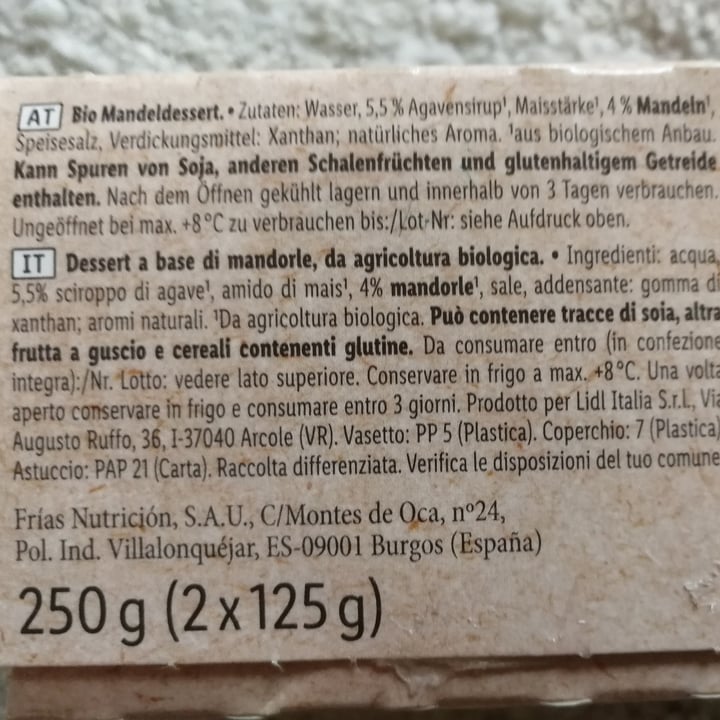 AT Bio Mandeldessert. • Zutaten: Wasser, 5,5 % Agavensirup¹, Maisstärke¹, 4 % Mandeln¹,
Speisesalz, Verdickungsmittel: Xanthan; natürliches Aroma. ¹aus biologischem Anbau.
Kann Spuren von Soja, anderen Schalenfrüchten und glutenhaltigem Getreide
enthalten. Nach dem Öffnen gekühlt lagern und innerhalb von 3 Tagen verbrauchen.
Ungeöffnet bei max. +8°C zu verbrauchen bis:/Lot-Nr: siehe Aufdruck oben.
IT Dessert a base di mandorle, da agricoltura biologica. • Ingredienti: acqua,
5,5% sciroppo di agave¹, amido di mais¹, 4% mandorle¹, sale, addensante: gomma di
xanthan; aromi naturali. ¹Da agricoltura biologica. Può contenere tracce di soia, altra
frutta a guscio e cereali contenenti glutine. Da consumare entro (in confezione
integra):/Nr. Lotto: vedere lato superiore. Conservare in frigo a max. +8°C. Una volta
aperto conservare in frigo e consumare entro 3 giorni. Prodotto per Lidl Italia S.r.l., Via
Augusto Ruffo, 36, I-37040 Arcole (VR). Vasetto: PP 5 (Plastica). Coperchio: 7 (Plastica)
Astuccio: PAP 21 (Carta). Raccolta differenziata. Verifica le disposizioni del tuo comune
Frías Nutrición, S.A.U., C/Montes de Oca, nº24,
Pol. Ind. Villalonquéjar, ES-09001 Burgos (España)
250 g (2 x 125 g)